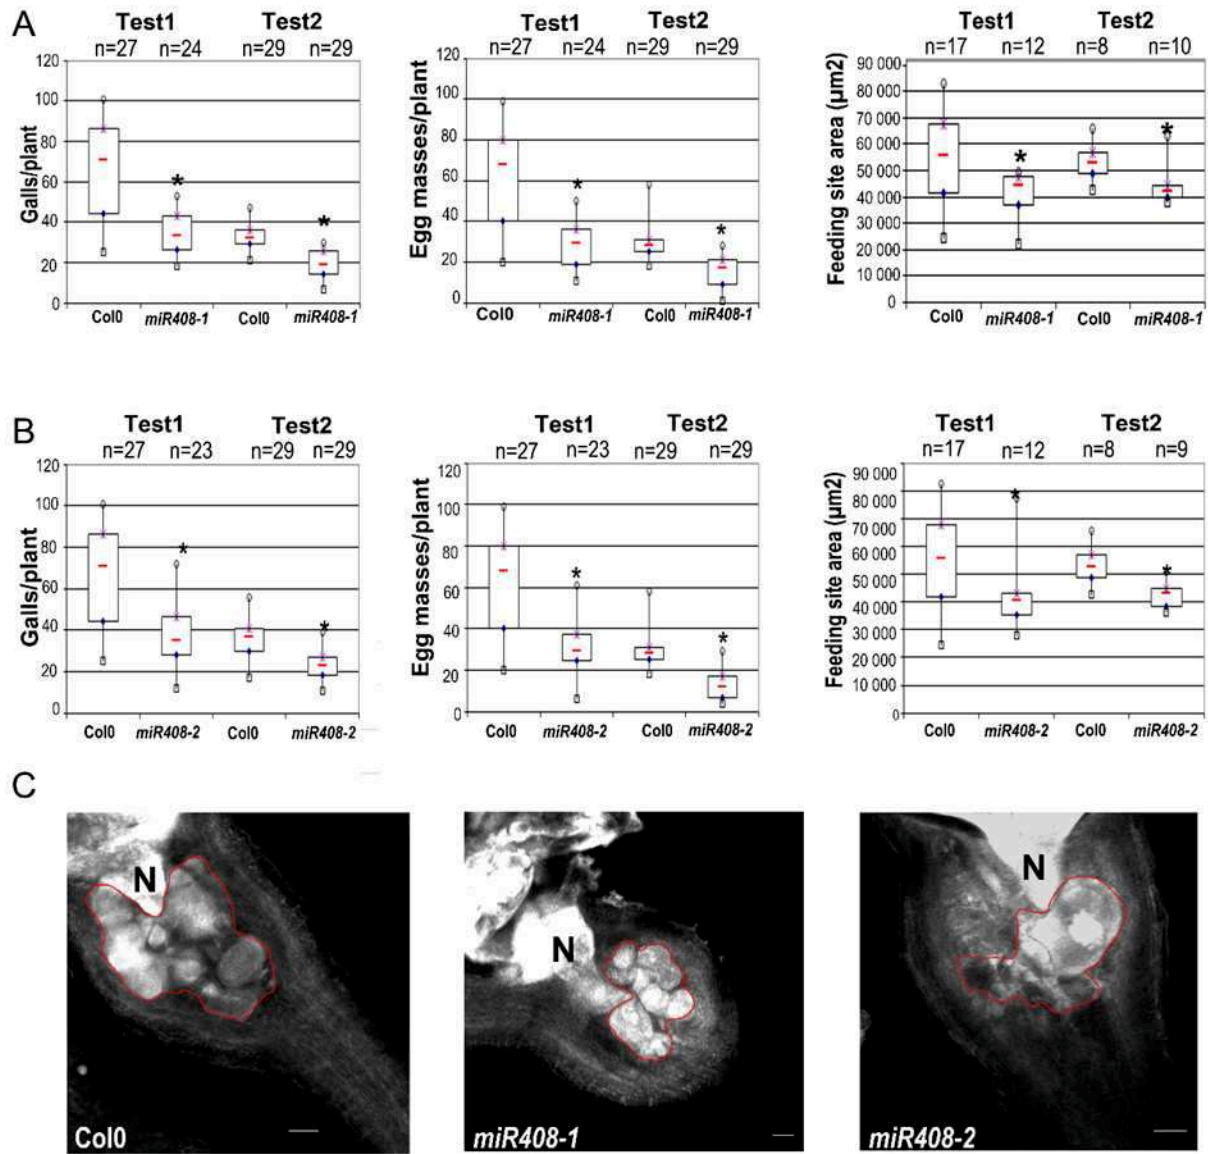 A
Test1 Test2
n=27 n=24 n=29 n=29
Galls/plant
120
100
80
60
40
20
0
Col0 miR408-1 Col0 miR408-1
*
*
Test1 Test2
n=27 n=24 n=29 n=29
Egg masses/plant
120
100
80
60
40
20
0
Col0 miR408-1 Col0 miR408-1
*
*
Test1 Test2
n=17 n=12 n=8 n=10
Feeding site area (µm2)
90 000
80 000
70 000
60 000
50 000
40 000
30 000
20 000
10 000
0
Col0 miR408-1 Col0 miR408-1
*
*
B
Test1 Test2
n=27 n=23 n=29 n=29
Galls/plant
120
100
80
60
40
20
0
Col0 miR408-2 Col0 miR408-2
*
*
Test1 Test2
n=27 n=23 n=29 n=29
Egg masses/plant
120
100
80
60
40
20
0
Col0 miR408-2 Col0 miR408-2
*
*
Test1 Test2
n=17 n=12 n=8 n=9
Feeding site area (µm2)
90 000
80 000
70 000
60 000
50 000
40 000
30 000
20 000
10 000
0
Col0 miR408-2 Col0 miR408-2
*
*
C
N
Col0
N
miR408-1
N
miR408-2